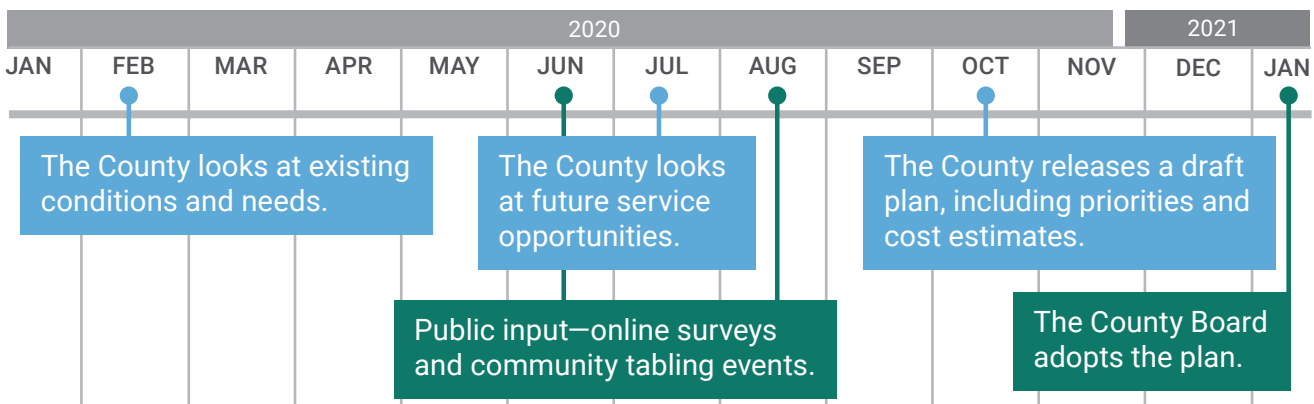 2020 2021
JAN FEB MAR APR MAY JUN JUL AUG SEP OCT NOV DEC JAN
The County looks at existing
conditions and needs.
The County looks
at future service
opportunities.
The County releases a draft
plan, including priorities and
cost estimates.
Public input—online surveys
and community tabling events.
The County Board
adopts the plan.